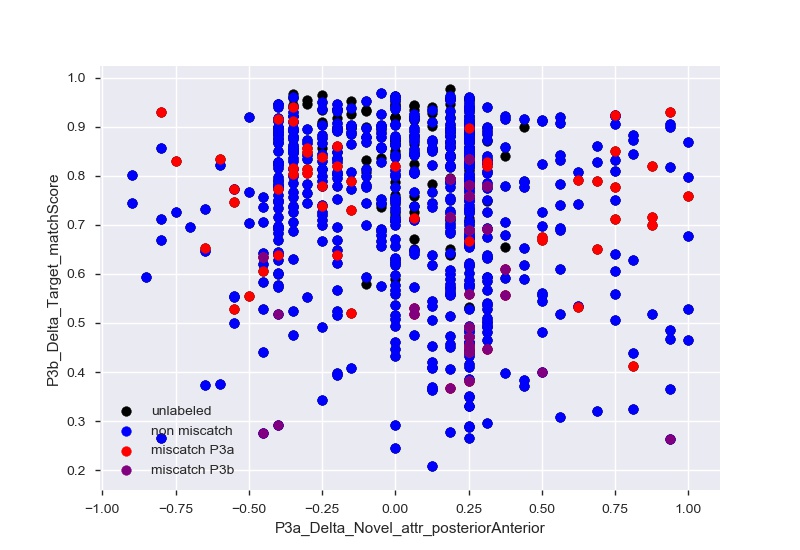 1.0
0.9
0.8
0.7
0.6
0.5
0.4
0.3
0.2
P3b_Delta_Target_matchScore
unlabeled
non miscatch
miscatch P3a
miscatch P3b
−1.00 −0.75 −0.50 −0.25 0.00 0.25 0.50 0.75 1.00
P3a_Delta_Novel_attr_posteriorAnterior